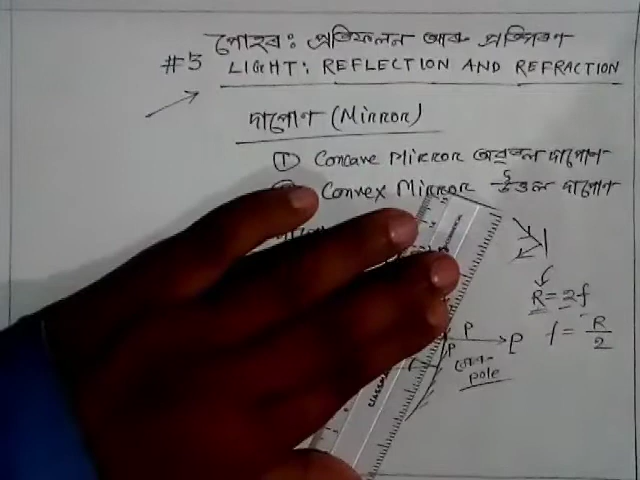 পোহৰ: প্ৰতিফলন আৰু প্ৰতিসৰণ
#5 LIGHT: REFLECTION AND REFRACTION
দাপোণ (Mirror)
① Concave Mirror অৱতল দাপোণ
Convex Mirror উত্তল দাপোণ
R = 2f
f = R/2
P
P
P
pole